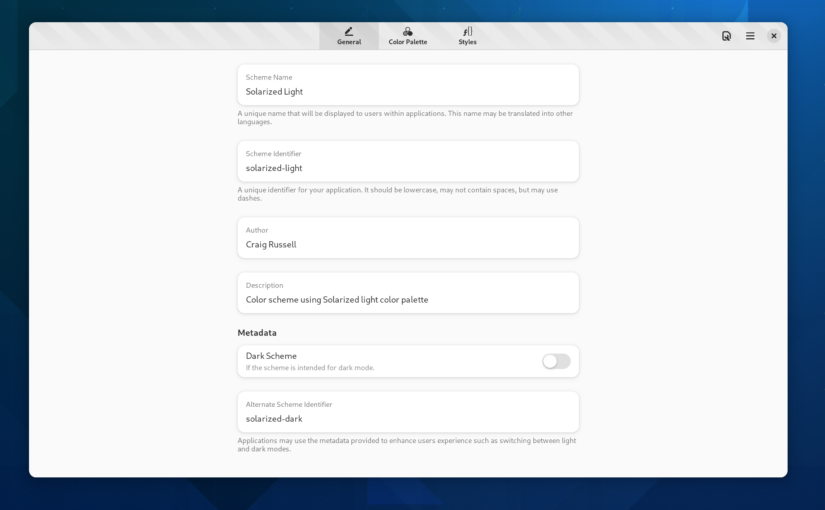 General
Color Palette
Styles
Scheme Name
Solarized Light
A unique name that will be displayed to users within applications. This name may be translated into other
languages.
Scheme Identifier
solarized-light
A unique identifier for your application. It should be lowercase, may not contain spaces, but may use
dashes.
Author
Craig Russell
Description
Color scheme using Solarized light color palette
Metadata
Dark Scheme
If the scheme is intended for dark mode.
Alternate Scheme Identifier
solarized-dark
Applications may use the metadata provided to enhance users experience such as switching between light
and dark modes.